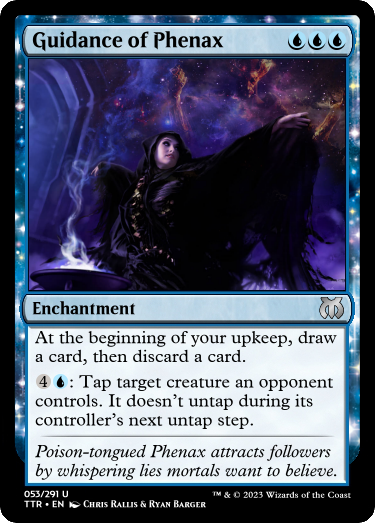 Guidance of Phenax
Enchantment
At the beginning of your upkeep, draw
a card, then discard a card.
4: Tap target creature an opponent
controls. It doesn't untap during its
controller's next untap step.
Poison-tongued Phenax attracts followers
by whispering lies mortals want to believe.
053/291 U
TTR • EN Chris Rallis & Ryan Barger
™ & © 2023 Wizards of the Coast